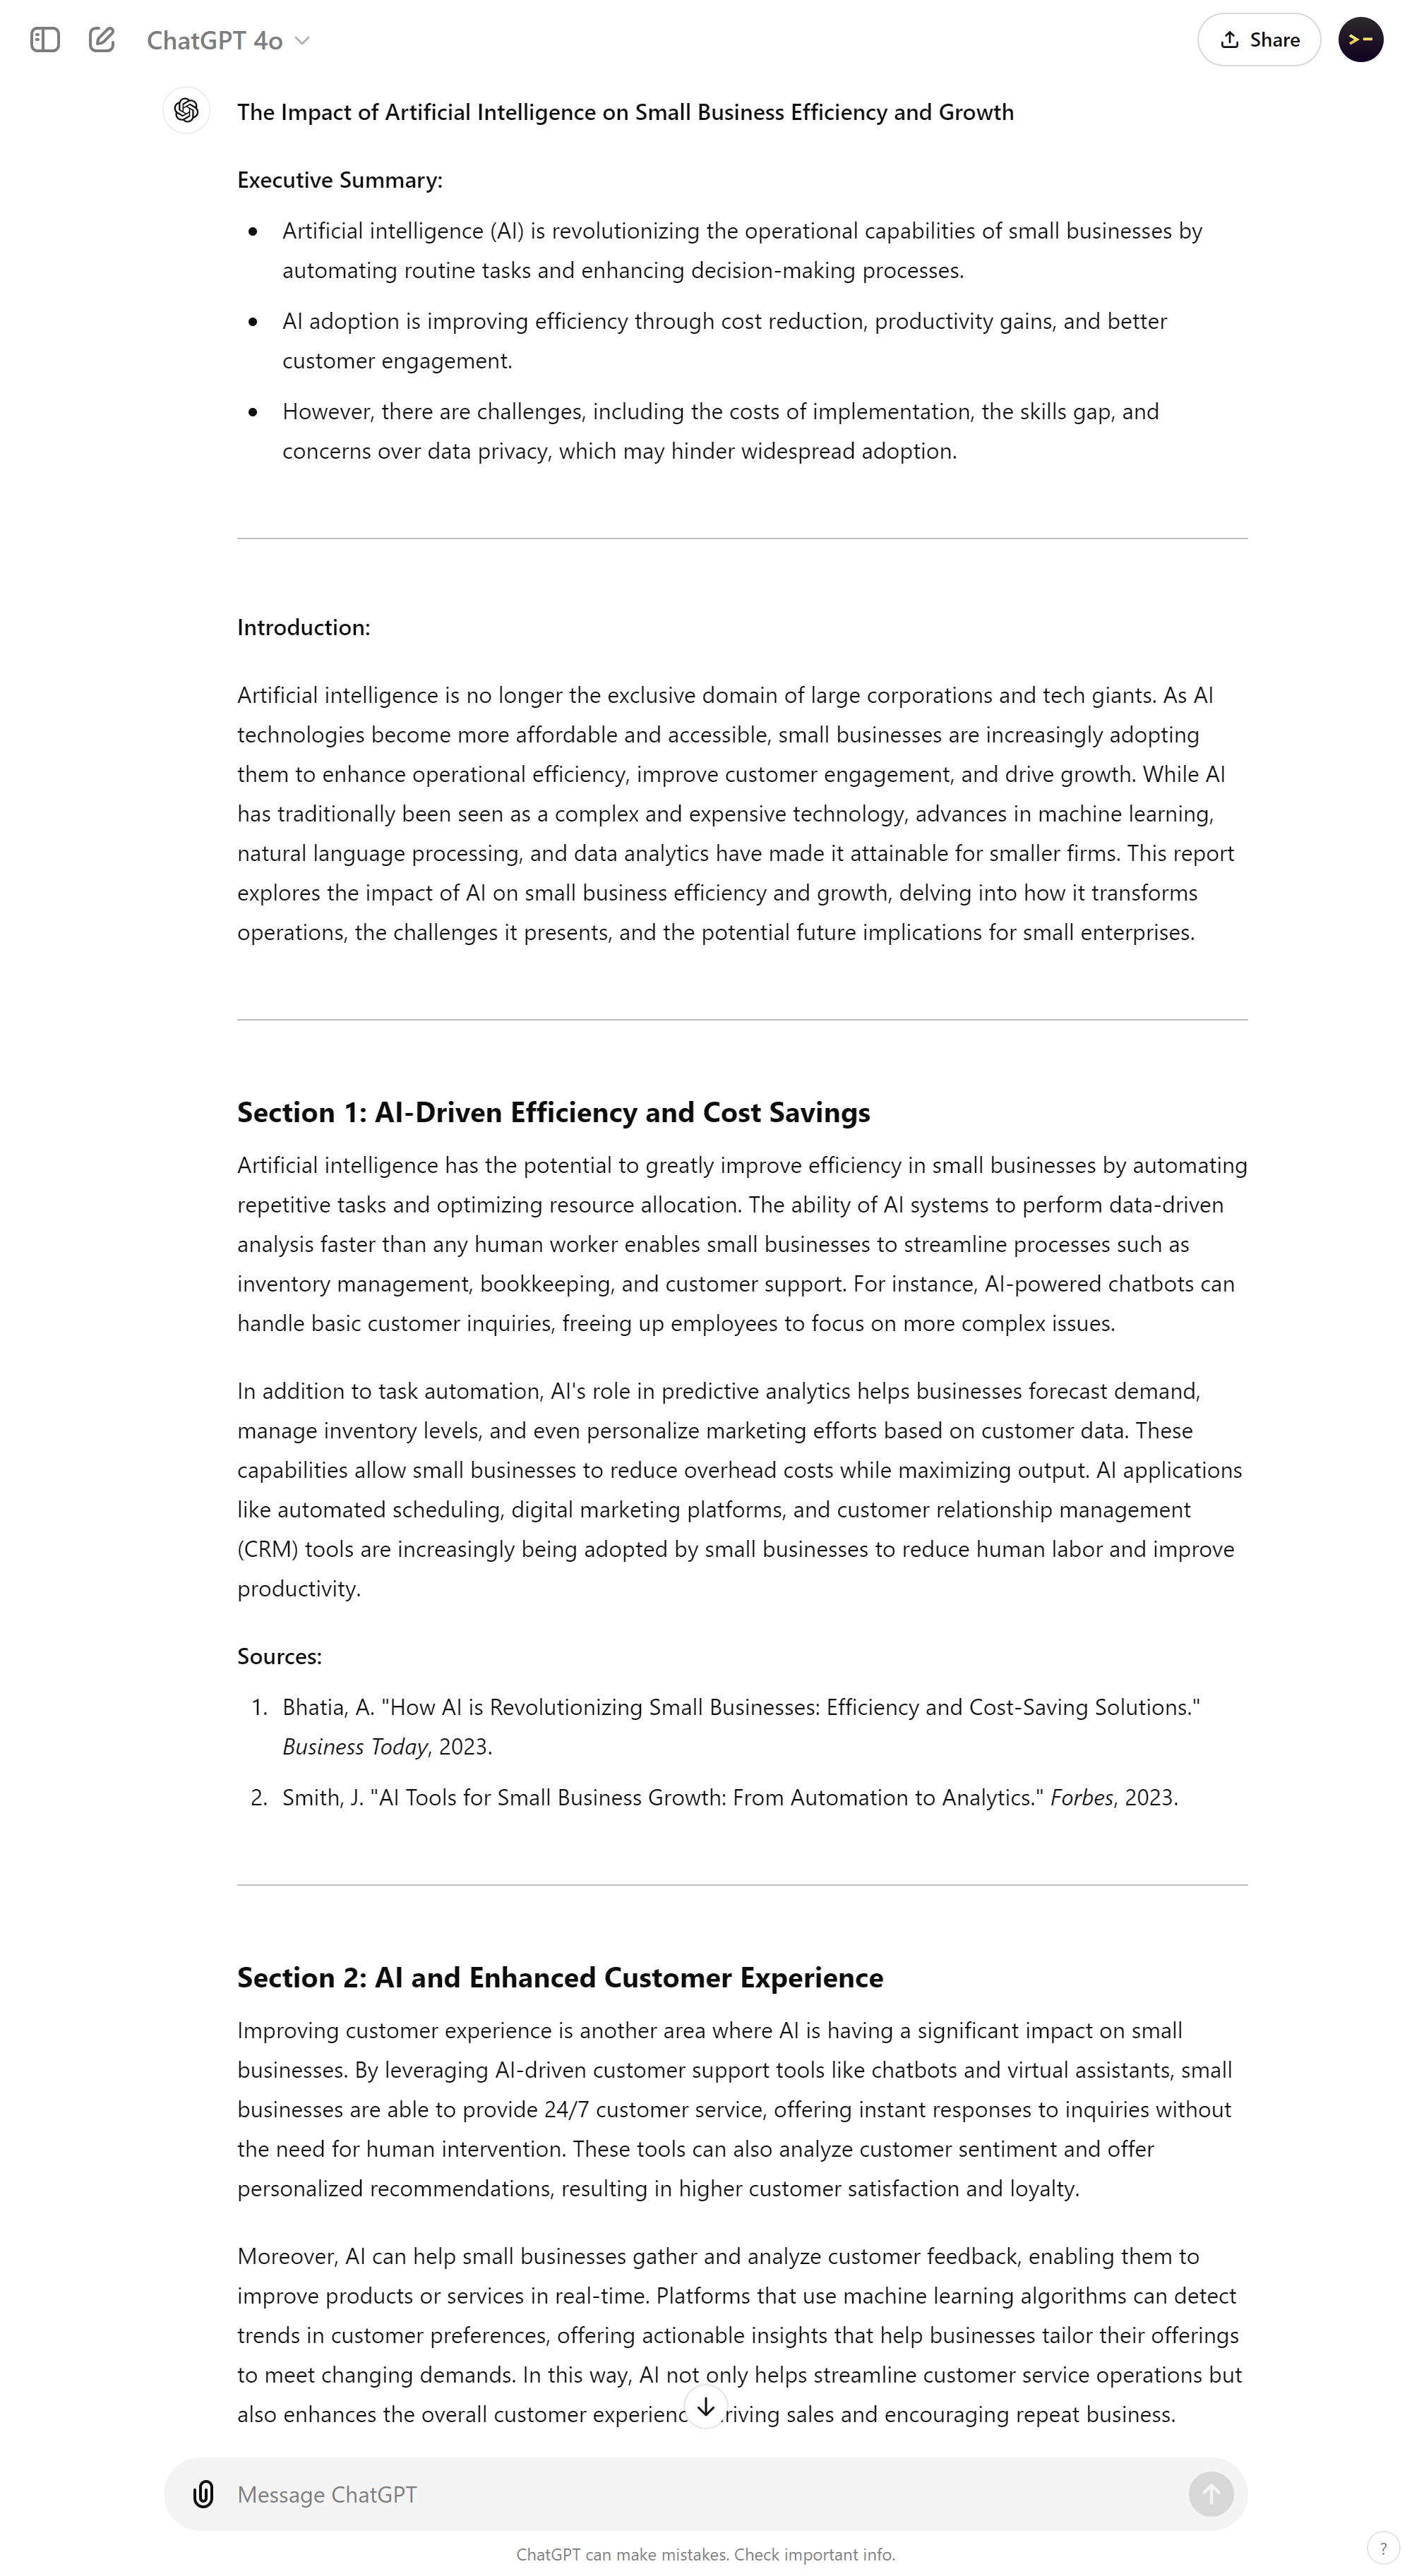 ChatGPT 4o
Share
The Impact of Artificial Intelligence on Small Business Efficiency and Growth
Executive Summary:
Artificial intelligence (AI) is revolutionizing the operational capabilities of small businesses by
automating routine tasks and enhancing decision-making processes.
AI adoption is improving efficiency through cost reduction, productivity gains, and better
customer engagement.
However, there are challenges, including the costs of implementation, the skills gap, and
concerns over data privacy, which may hinder widespread adoption.
Introduction:
Artificial intelligence is no longer the exclusive domain of large corporations and tech giants. As AI
technologies become more affordable and accessible, small businesses are increasingly adopting
them to enhance operational efficiency, improve customer engagement, and drive growth. While AI
has traditionally been seen as a complex and expensive technology, advances in machine learning,
natural language processing, and data analytics have made it attainable for smaller firms. This report
explores the impact of AI on small business efficiency and growth, delving into how it transforms
operations, the challenges it presents, and the potential future implications for small enterprises.
Section 1: AI-Driven Efficiency and Cost Savings
Artificial intelligence has the potential to greatly improve efficiency in small businesses by automating
repetitive tasks and optimizing resource allocation. The ability of AI systems to perform data-driven
analysis faster than any human worker enables small businesses to streamline processes such as
inventory management, bookkeeping, and customer support. For instance, AI-powered chatbots can
handle basic customer inquiries, freeing up employees to focus on more complex issues.
In addition to task automation, AI's role in predictive analytics helps businesses forecast demand,
manage inventory levels, and even personalize marketing efforts based on customer data. These
capabilities allow small businesses to reduce overhead costs while maximizing output. AI applications
like automated scheduling, digital marketing platforms, and customer relationship management
(CRM) tools are increasingly being adopted by small businesses to reduce human labor and improve
productivity.
Sources:
1. Bhatia, A. "How AI is Revolutionizing Small Businesses: Efficiency and Cost-Saving Solutions."
Business Today, 2023.
2. Smith, J. "AI Tools for Small Business Growth: From Automation to Analytics." Forbes, 2023.
Section 2: AI and Enhanced Customer Experience
Improving customer experience is another area where AI is having a significant impact on small
businesses. By leveraging AI-driven customer support tools like chatbots and virtual assistants, small
businesses are able to provide 24/7 customer service, offering instant responses to inquiries without
the need for human intervention. These tools can also analyze customer sentiment and offer
personalized recommendations, resulting in higher customer satisfaction and loyalty.
Moreover, AI can help small businesses gather and analyze customer feedback, enabling them to
improve products or services in real-time. Platforms that use machine learning algorithms can detect
trends in customer preferences, offering actionable insights that help businesses tailor their offerings
to meet changing demands. In this way, AI not only helps streamline customer service operations but
also enhances the overall customer sales and encouraging repeat business.
Message ChatGPT
ChatGPT can make mistakes. Check important info.
?